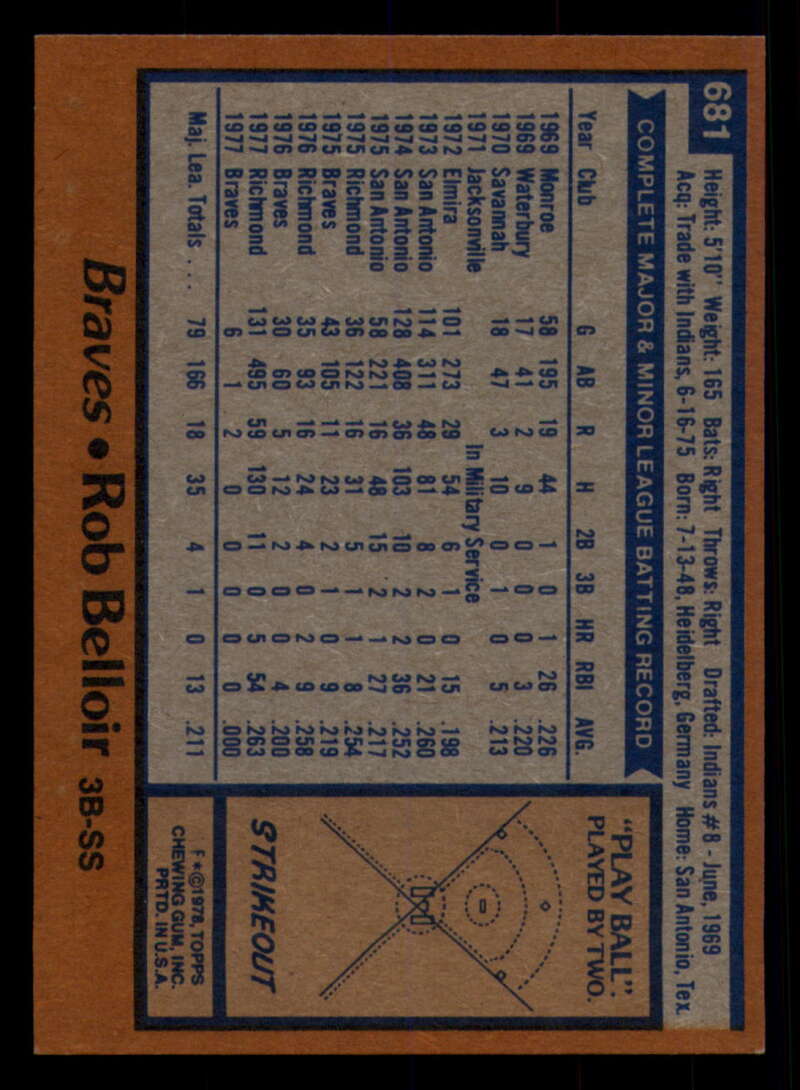 681
Height: 5'10" Weight: 165 Bats: Right Throws: Right Drafted: Indians #8 - June, 1969
Acq: Trade with Indians, 6-16-75 Born: 7-13-48, Heidelberg, Germany Home: San Antonio, Tex.
COMPLETE MAJOR & MINOR LEAGUE BATTING RECORD
Year Club G AB R H 2B 3B HR RBI AVG.
1969 Monroe 58 195 19 44 1 0 1 26 .226
1969 Waterbury 17 41 2 9 0 0 0 3 .220
1970 Savannah 18 47 3 10 0 1 0 5 .213
1971 Jacksonville In Military Service
1972 Elmira 101 273 29 54 6 1 0 15 .198
1973 San Antonio 114 311 48 81 8 2 0 21 .260
1974 San Antonio 128 408 36 103 10 2 2 36 .252
1975 San Antonio 58 221 16 48 15 2 1 27 .217
1975 Richmond 36 122 16 31 5 1 1 8 .254
1975 Braves 43 105 11 23 2 1 0 9 .219
1976 Richmond 35 93 16 24 4 0 2 9 .258
1976 Braves 30 60 5 12 2 0 0 4 .200
1977 Richmond 131 495 59 130 11 0 5 54 .263
1977 Braves 6 1 2 0 0 0 0 0 .000
Maj. Lea. Totals . . . 79 166 18 35 4 1 0 13 .211
"PLAY BALL"
PLAYED BY TWO.
STRIKEOUT
F*©1978, TOPPS
CHEWING GUM, INC.
PRTD. IN U.S.A.
Braves • Rob Belloir 3B-SS